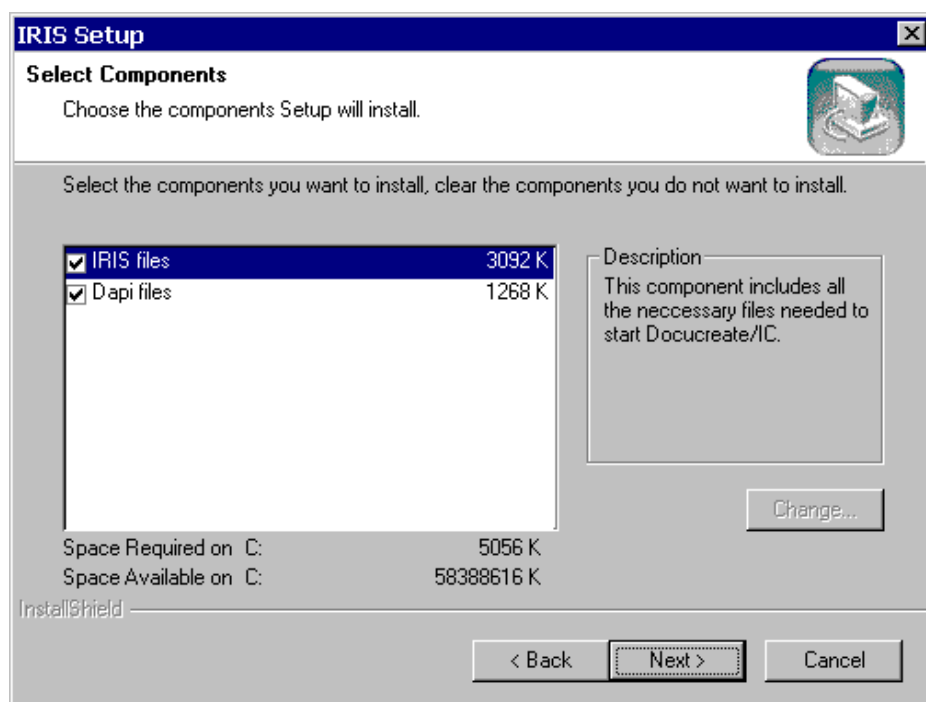 IRIS Setup
Select Components
Choose the components Setup will install.
Select the components you want to install, clear the components you do not want to install.
IRIS files 3092 K
Dapi files 1268 K
Description
This component includes all
the neccessary files needed to
start Docucreate/IC.
Change...
Space Required on C: 5056 K
Space Available on C: 58388616 K
InstallShield
< Back Next > Cancel